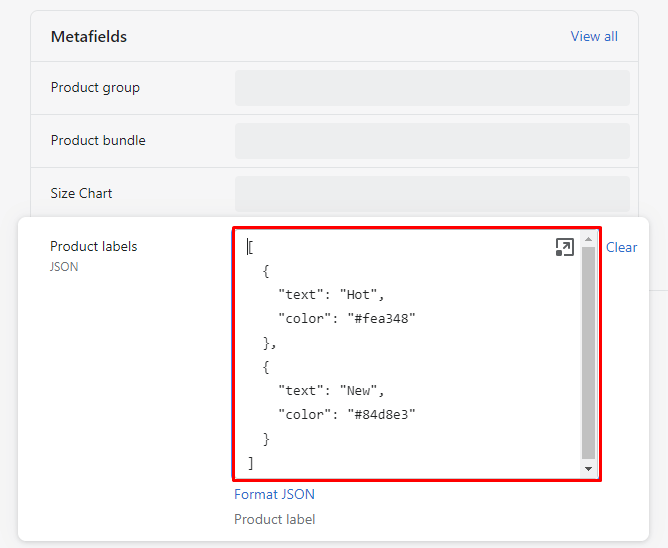 Metafields View all
Product group
Product bundle
Size Chart
Product labels
JSON
[
  {
    "text": "Hot",
    "color": "#fea348"
  },
  {
    "text": "New",
    "color": "#84d8e3"
  }
]
Clear
Format JSON
Product label